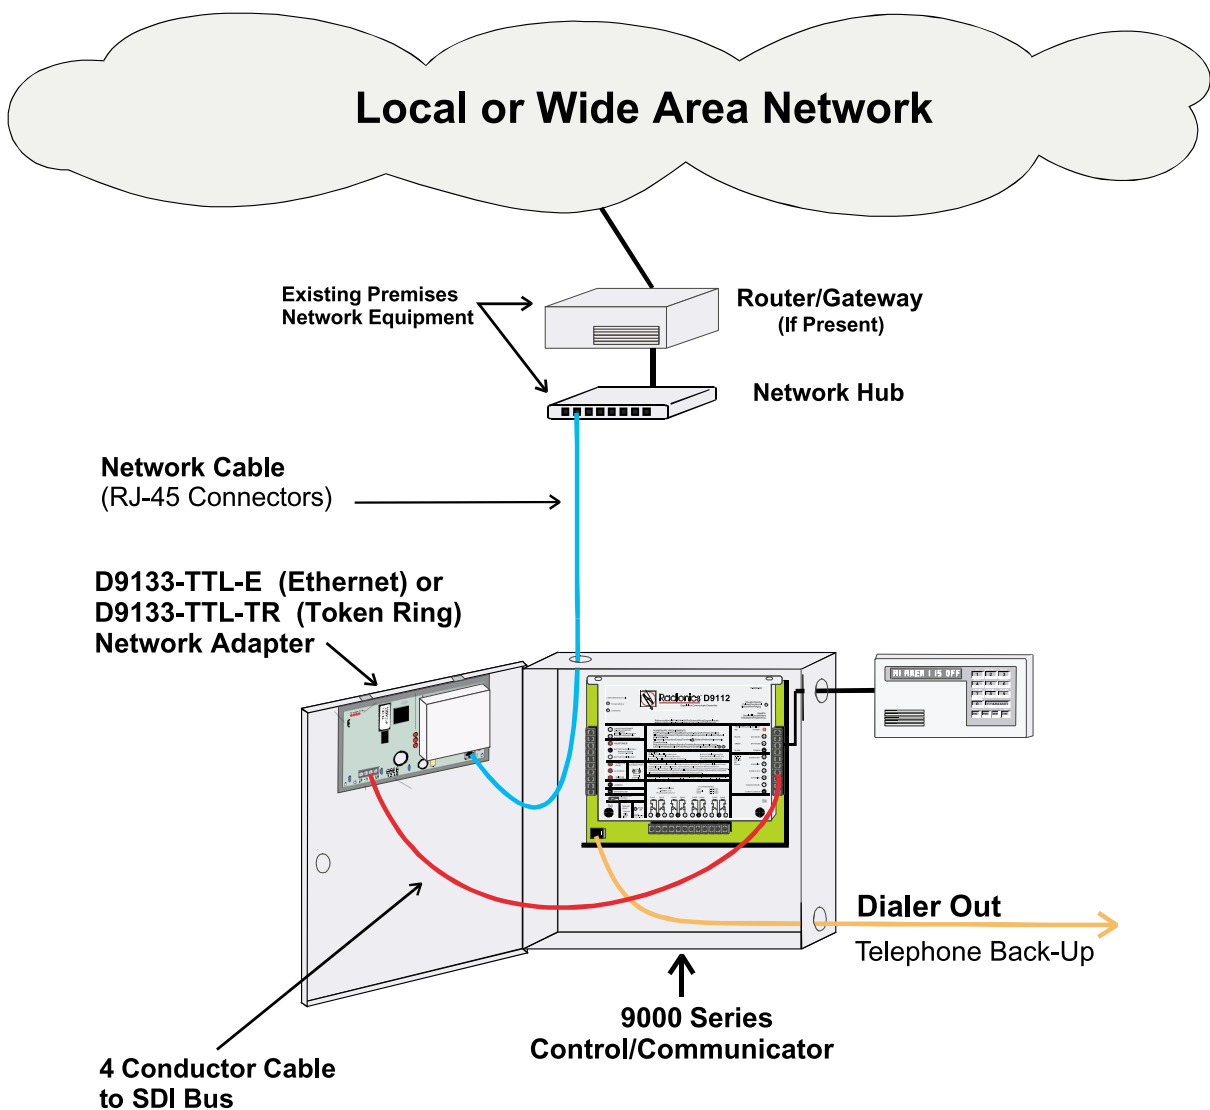 Local or Wide Area Network
Existing Premises
Network Equipment
Router/Gateway
(If Present)
Network Hub
Network Cable
(RJ-45 Connectors)
D9133-TTL-E (Ethernet) or
D9133-TTL-TR (Token Ring)
Network Adapter
Radionics D9112
A1 AREA 1 IS OFF
Dialer Out
Telephone Back-Up
9000 Series
Control/Communicator
4 Conductor Cable
to SDI Bus